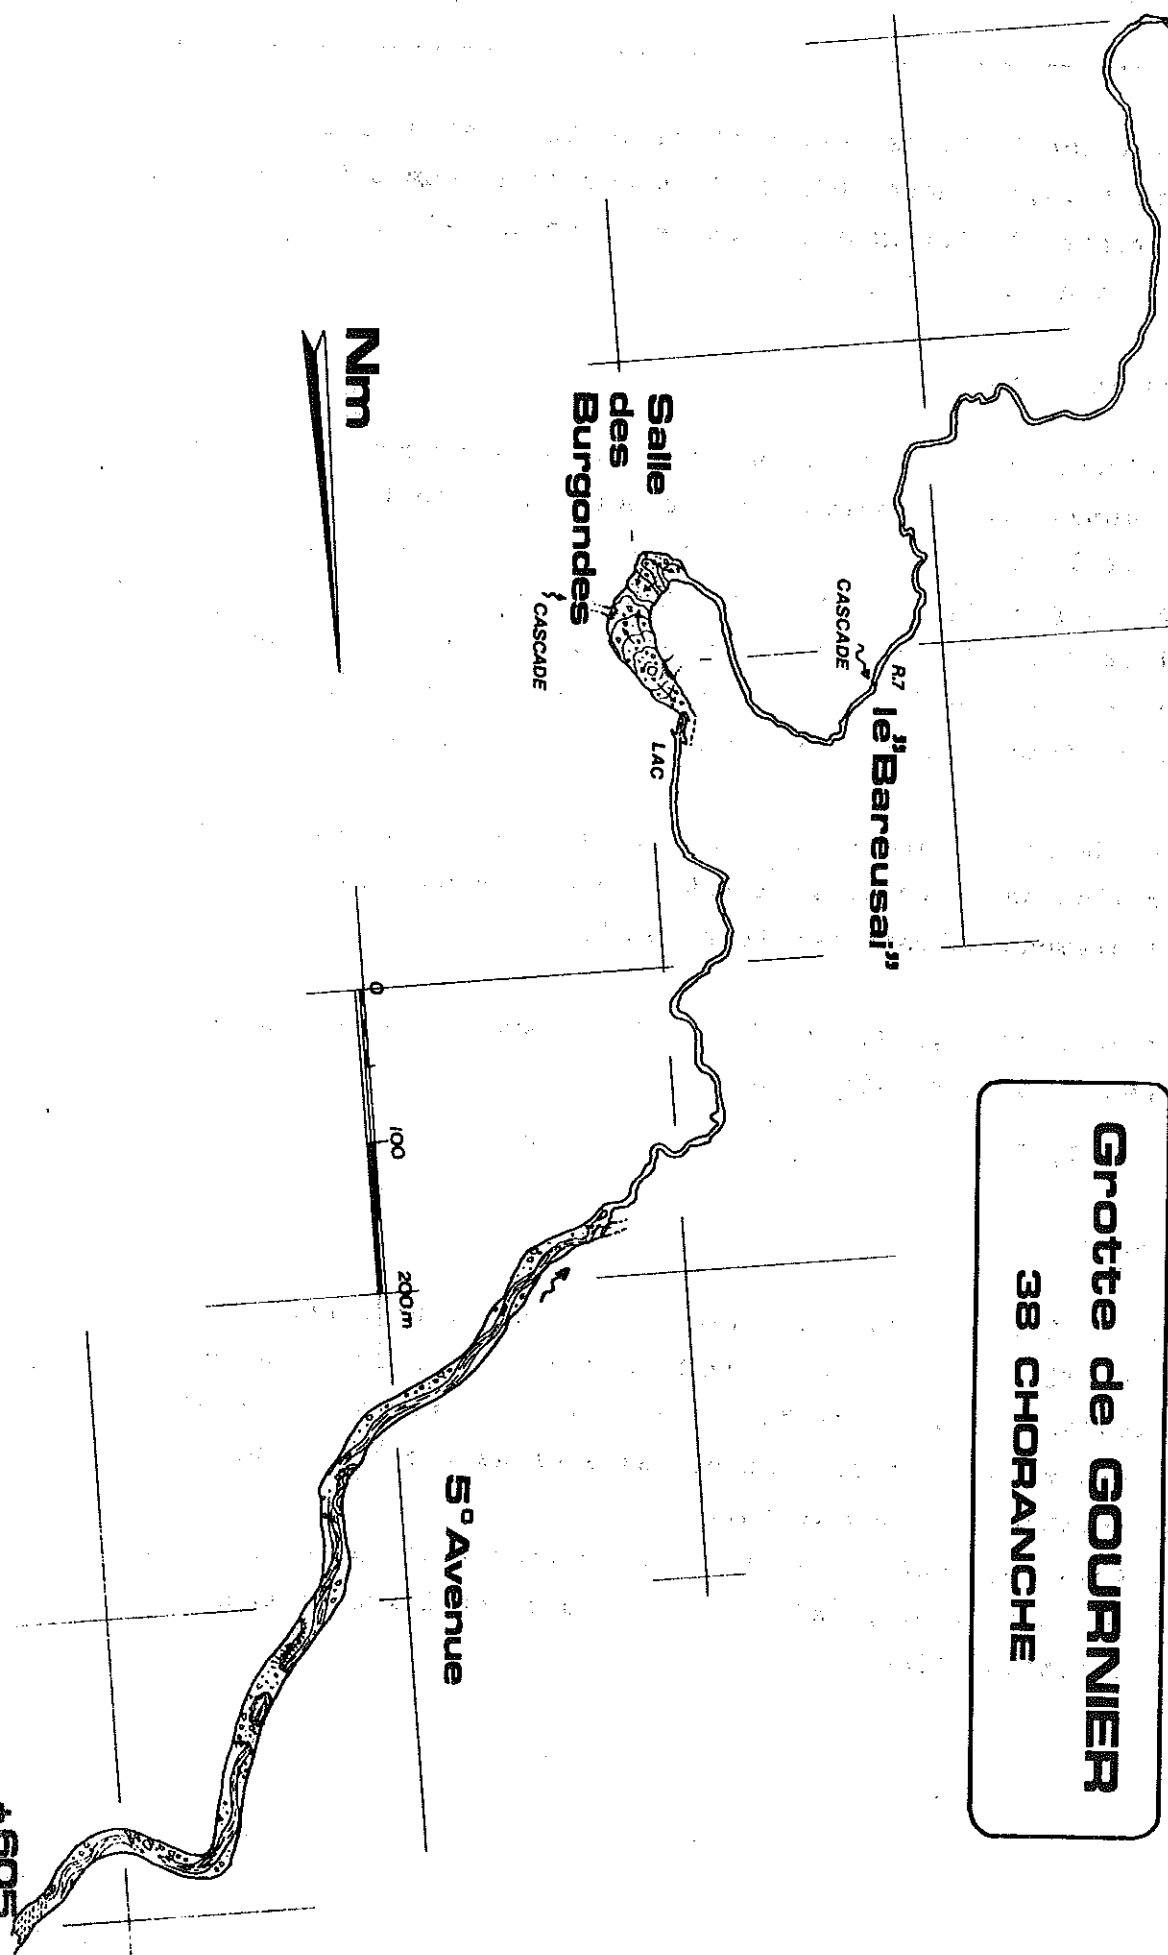 Grotte de GOURNIER
38 CHORANCHE
R.7
le "Bareusai"
CASCADE
Salle
des
Burgondes
CASCADE
LAC
Nm
0
100
200m
5° Avenue
+605